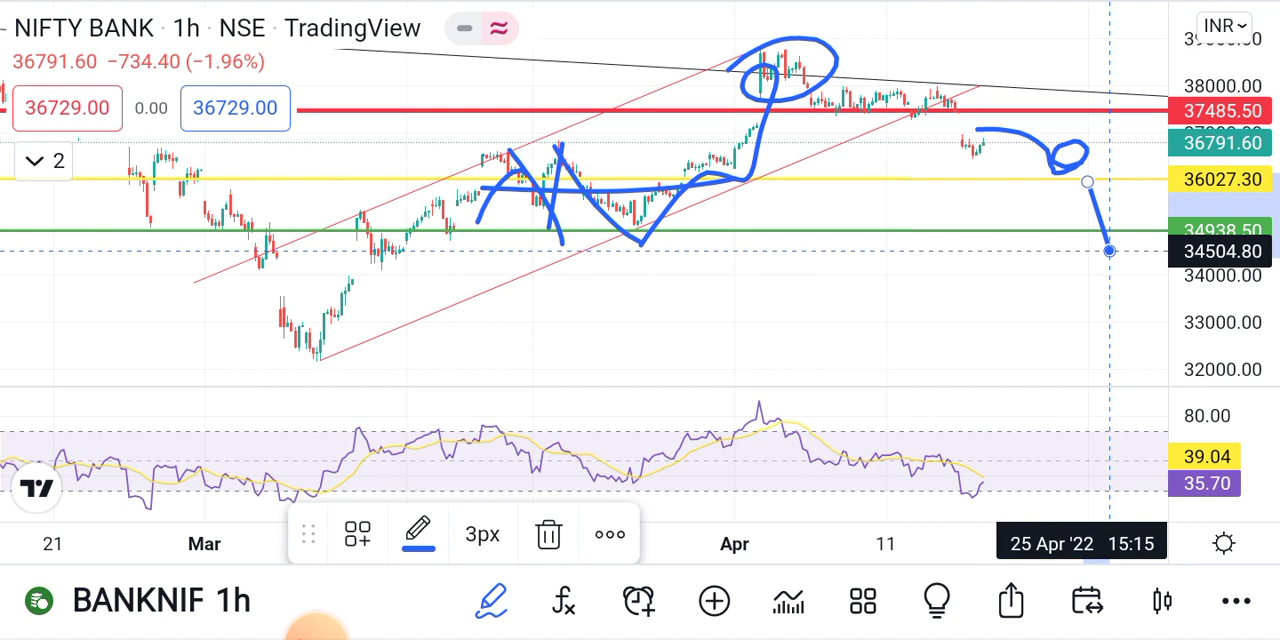 NIFTY BANK · 1h · NSE · TradingView
36791.60 −734.40 (−1.96%)
36729.00 0.00 36729.00
2
INR
38000.00
37485.50
36791.60
36027.30
34938.50
34504.80
34000.00
33000.00
32000.00
80.00
39.04
35.70
3px
21 Mar Apr 11 25 Apr '22 15:15
BANKNIF 1h